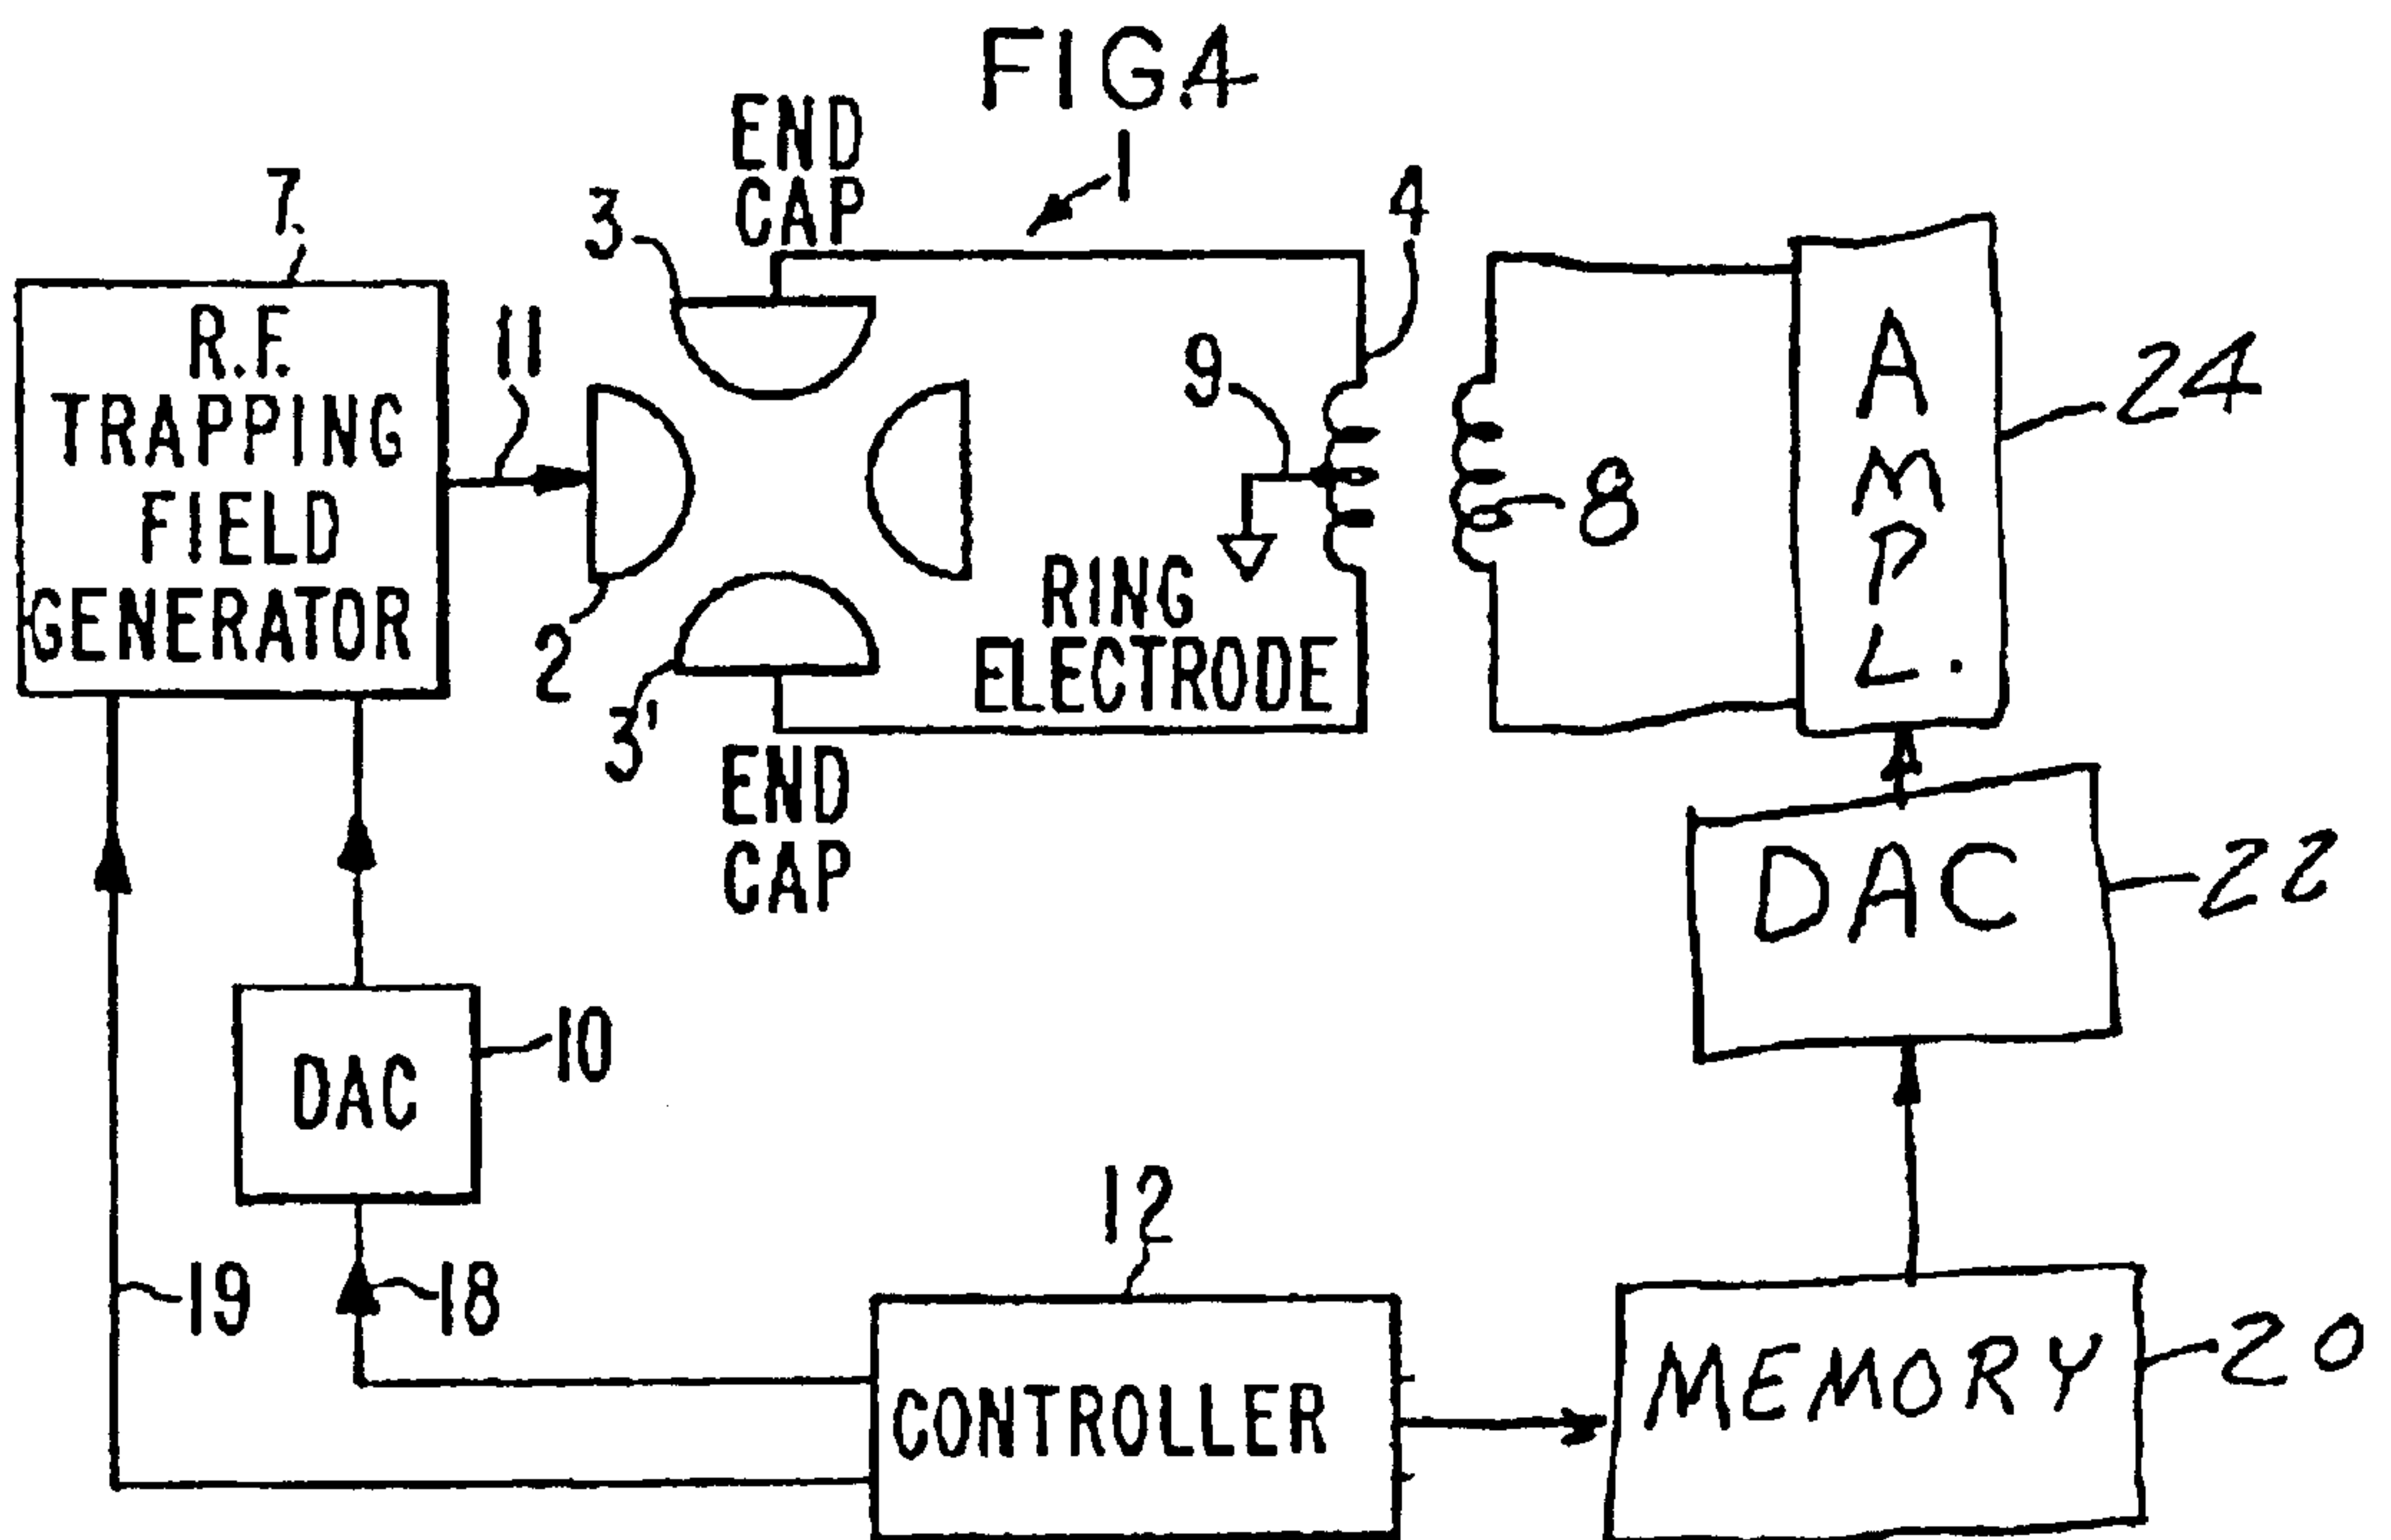 FIG.4
1
END
CAP
3
4
7
R.F.
TRAPPING
FIELD
GENERATOR
11
2
3'
9
RING
ELECTRODE
END
CAP
8
AMPL.
24
DAC
22
DAC
10
19
18
12
CONTROLLER
MEMORY
20